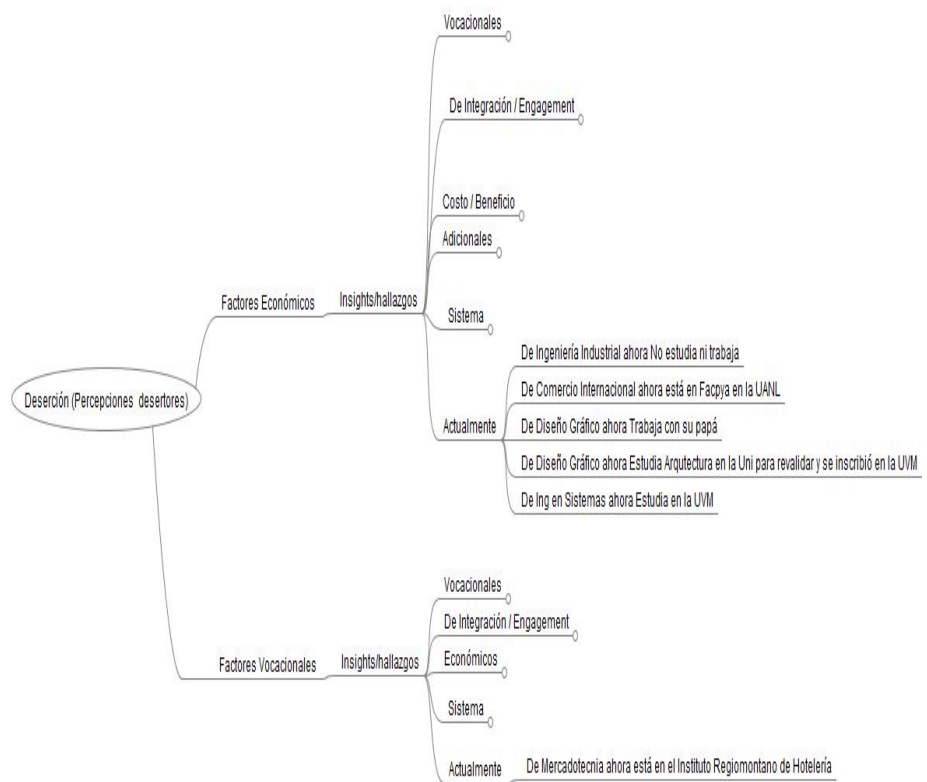 Vocacionales
De Integración / Engagement
Costo / Beneficio
Adicionales
Factores Económicos
Insights/hallazgos
Sistema
De Ingeniería Industrial ahora No estudia ni trabaja
De Comercio Internacional ahora está en Facpya en la UANL
Deserción (Percepciones desertores)
Actualmente
De Diseño Gráfico ahora Trabaja con su papá
De Diseño Gráfico ahora Estudia Arqutectura en la Uni para revalidar y se inscribió en la UVM
De Ing en Sistemas ahora Estudia en la UVM
Vocacionales
De Integración / Engagement
Factores Vocacionales
Insights/hallazgos
Económicos
Sistema
Actualmente
De Mercadotecnia ahora está en el Instituto Regiomontano de Hotelería